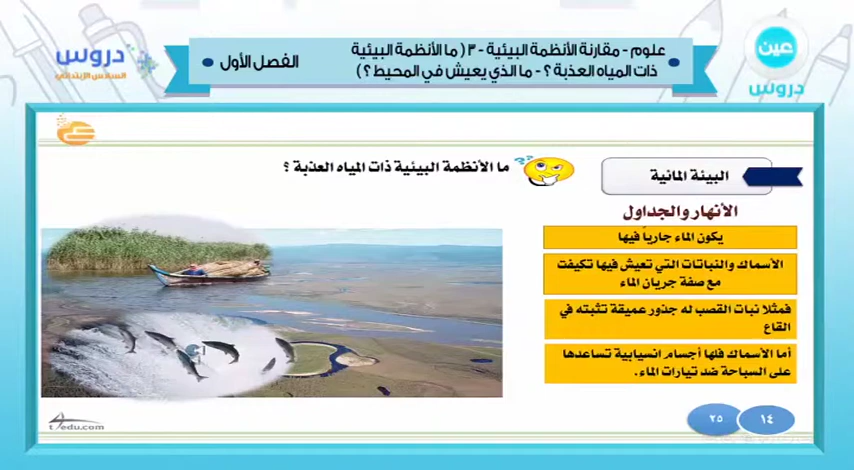 عين
دروس
علوم - مقارنة الأنظمة البيئية - ٣ ( ما الأنظمة البيئية
ذات المياه العذبة ؟ - ما الذي يعيش في المحيط ؟ )
الفصل الأول
دروس
السادس الإبتدائي
البيئة المائية
ما الأنظمة البيئية ذات المياه العذبة ؟
الأنهار والجداول
يكون الماء جارياً فيها
الأسماك والنباتات التي تعيش فيها تكيفت
مع صفة جريان الماء
فمثلا نبات القصب له جذور عميقة تثبته في
القاع
أما الأسماك فلها أجسام انسيابية تساعدها
على السباحة ضد تيارات الماء .
١٤
٢٥
t4edu.com